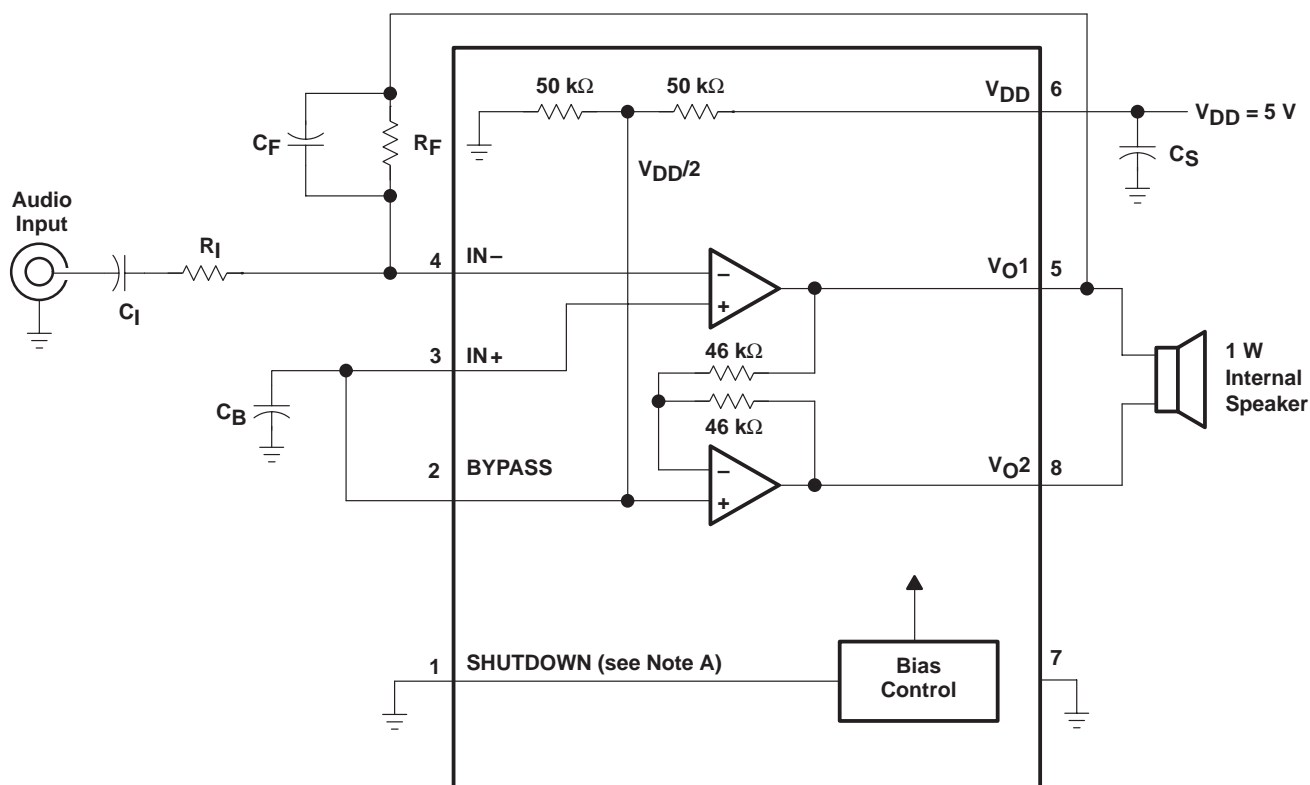 50 kΩ
50 kΩ
VDD
6
VDD = 5 V
CF
RF
CS
VDD/2
Audio
Input
RI
CI
4
IN−
VO1
5
3
IN+
46 kΩ
46 kΩ
1 W
Internal
Speaker
CB
2
BYPASS
VO2
8
−
+
−
+
1
SHUTDOWN (see Note A)
Bias
Control
7